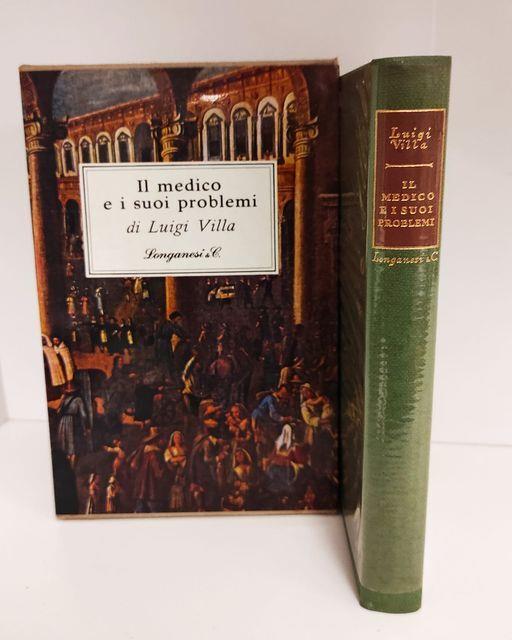 Il medico
e i suoi problemi
di Luigi Villa
Longanesi & C.
Luigi
Villa
IL
MEDICO
E I SUOI
PROBLEMI
Longanesi & C